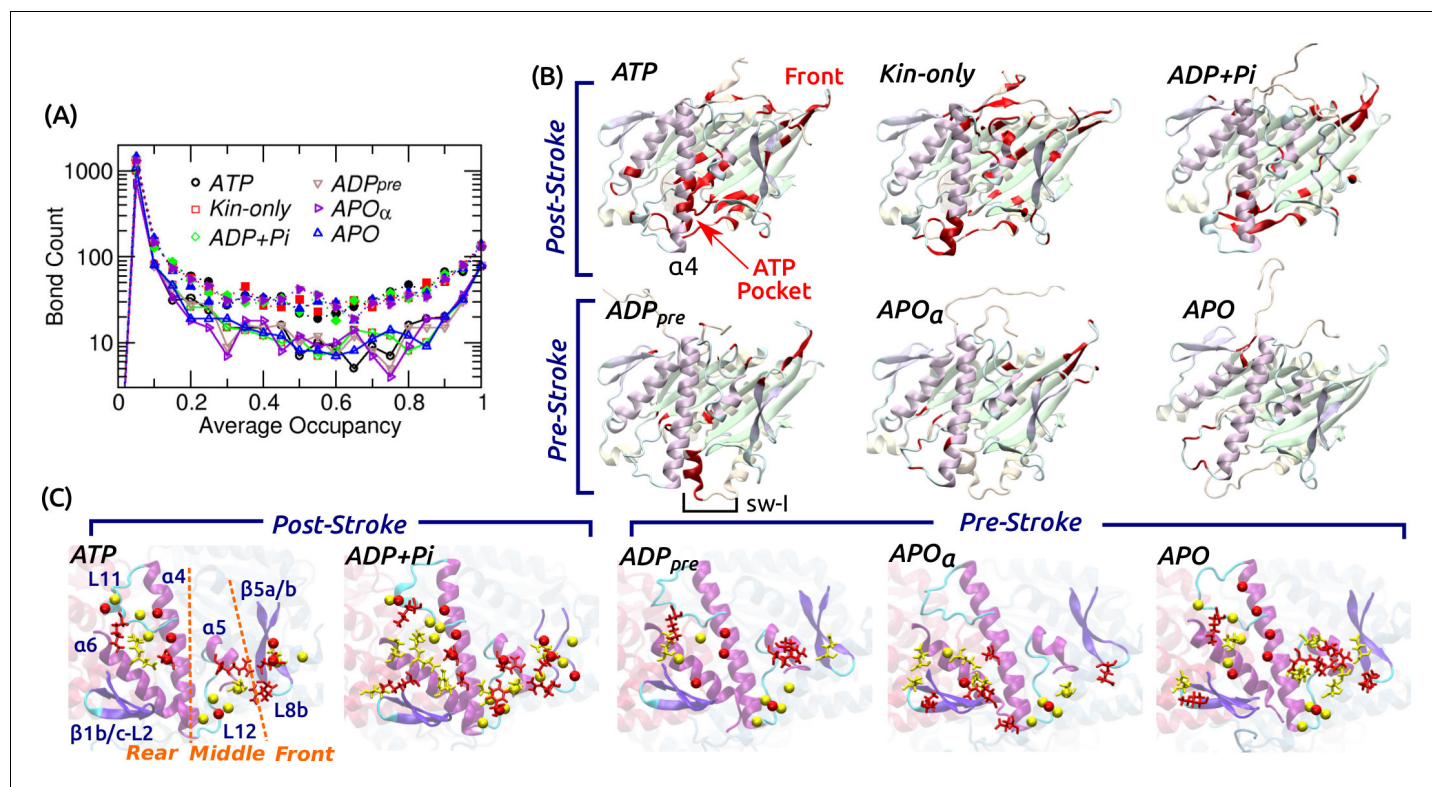 (A)
Bond Count
1000
100
10
0
0.2
0.4
0.6
0.8
1
Average Occupancy
ATP
Kin-only
ADP+Pi
ADPpre
APOα
APO
(B)
Post-Stroke
ATP
Front
Kin-only
ADP+Pi
α4
ATP
Pocket
Pre-Stroke
ADPpre
APOα
APO
sw-I
(C)
Post-Stroke
Pre-Stroke
ATP
ADP+Pi
ADPpre
APOα
APO
L11
α4
β5a/b
α5
α6
L8b
β1b/c-L2
L12
Rear Middle Front